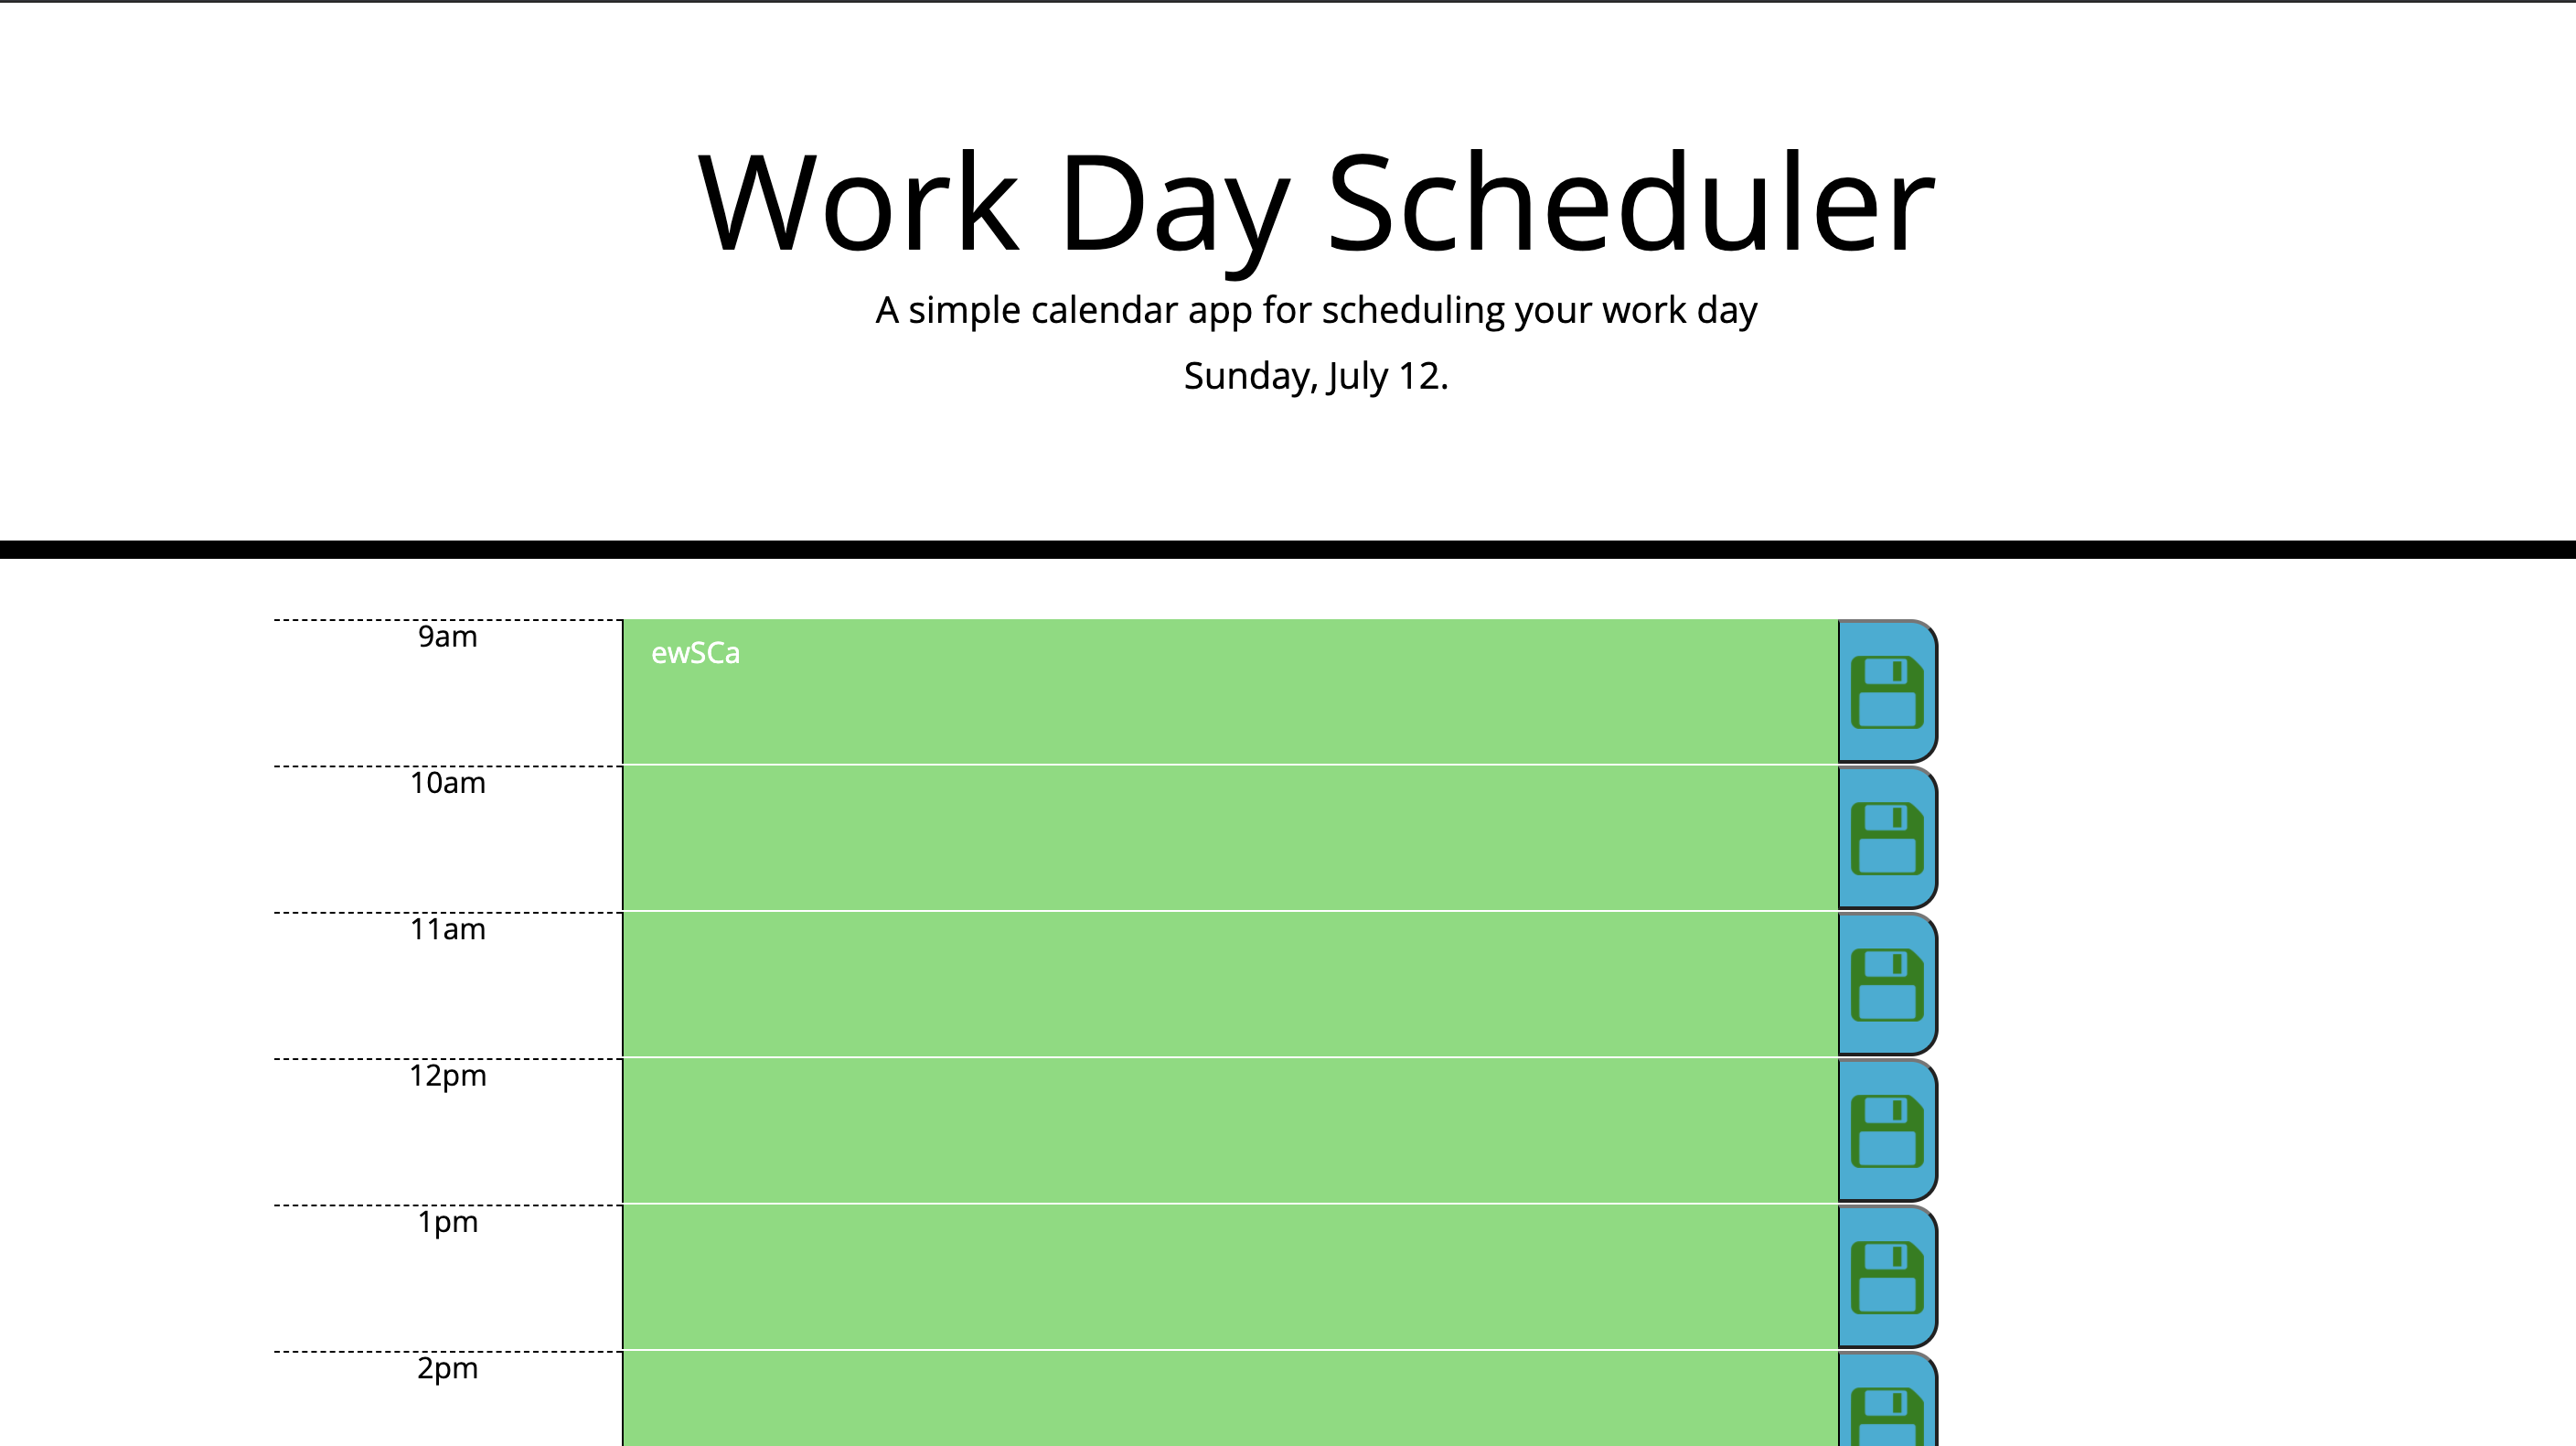 Work Day Scheduler
A simple calendar app for scheduling your work day
Sunday, July 12.
9am
ewSCa
10am
11am
12pm
1pm
2pm